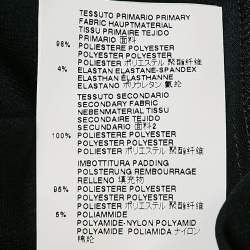 TESSUTO PRIMARIO PRIMARY
FABRIC HAUPTMATERIAL
TISSU PRIMAIRE TEJIDO
PRIMARIO 面料
96% POLIESTERE POLYESTER
POLYESTER POLYESTER
POLIESTER ポリエステル 聚酯纤维
4% ELASTAN ELASTANE-SPANDEX
ELASTHAN ÉLASTHANNE
ELASTANO ポリウレタン 氨纶
TESSUTO SECONDARIO
SECONDARY FABRIC
NEBENMATERIAL TISSU
SECONDAIRE TEJIDO
SECUNDARIO 面料2
100% POLIESTERE POLYESTER
POLYESTER POLYESTER
POLIESTER ポリエステル 聚酯纤维
IMBOTTITURA PADDING
POLSTERUNG REMBOURRAGE
RELLENO 填充物
95% POLIESTERE POLYESTER
POLYESTER POLYESTER
POLIESTER ポリエステル 聚酯纤维
5% POLIAMMIDE
POLYAMIDE-NYLON POLYAMID
POLYAMIDE POLIAMIDA ナイロン
锦纶